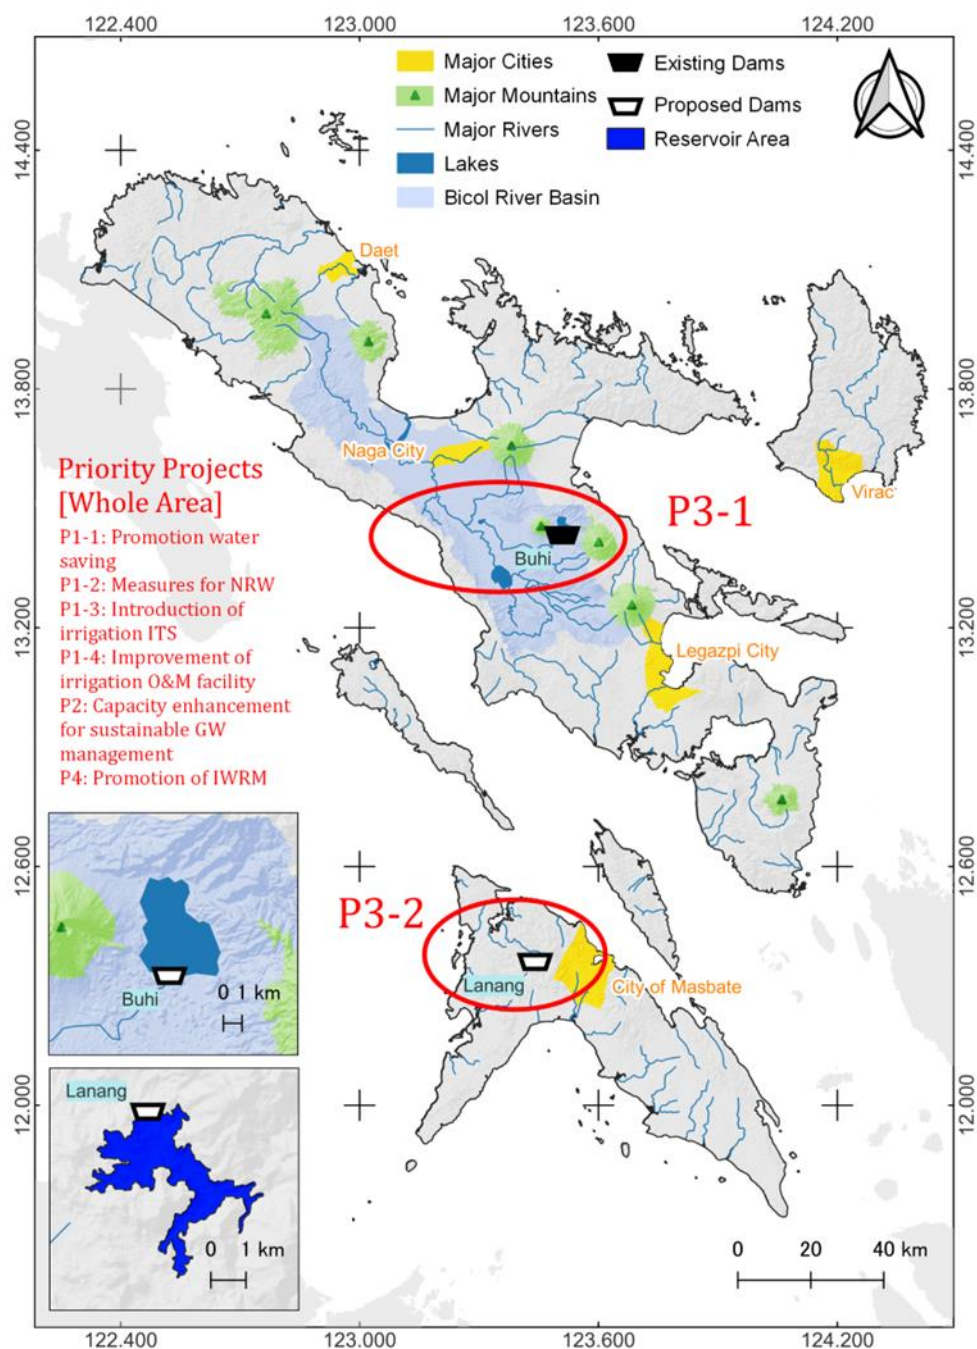 122.400 123.000 123.600 124.200
Major Cities
Major Mountains
Major Rivers
Lakes
Bicol River Basin
Existing Dams
Proposed Dams
Reservoir Area
14.400
14.400
13.800
13.800
13.200
13.200
12.600
12.600
12.000
12.000
Daet
Naga City
Virac
P3-1
Buhi
Legazpi City
Priority Projects
[Whole Area]
P1-1: Promotion water
saving
P1-2: Measures for NRW
P1-3: Introduction of
irrigation ITS
P1-4: Improvement of
irrigation O&M facility
P2: Capacity enhancement
for sustainable GW
management
P4: Promotion of IWRM
P3-2
Lanang
City of Masbate
Buhi
0 1 km
Lanang
0 1 km
0 20 40 km
122.400 123.000 123.600 124.200